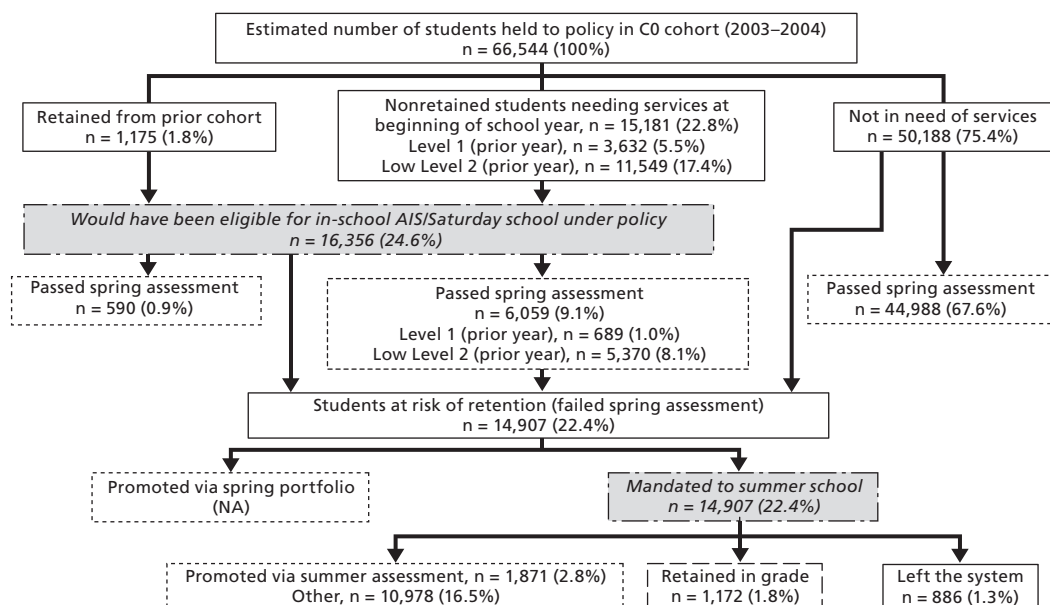 Estimated number of students held to policy in C0 cohort (2003–2004)
n = 66,544 (100%)
Retained from prior cohort
n = 1,175 (1.8%)
Nonretained students needing services at
beginning of school year, n = 15,181 (22.8%)
Level 1 (prior year), n = 3,632 (5.5%)
Low Level 2 (prior year), n = 11,549 (17.4%)
Not in need of services
n = 50,188 (75.4%)
Would have been eligible for in-school AIS/Saturday school under policy
n = 16,356 (24.6%)
Passed spring assessment
n = 590 (0.9%)
Passed spring assessment
n = 6,059 (9.1%)
Level 1 (prior year), n = 689 (1.0%)
Low Level 2 (prior year), n = 5,370 (8.1%)
Passed spring assessment
n = 44,988 (67.6%)
Students at risk of retention (failed spring assessment)
n = 14,907 (22.4%)
Promoted via spring portfolio
(NA)
Mandated to summer school
n = 14,907 (22.4%)
Promoted via summer assessment, n = 1,871 (2.8%)
Other, n = 10,978 (16.5%)
Retained in grade
n = 1,172 (1.8%)
Left the system
n = 886 (1.3%)